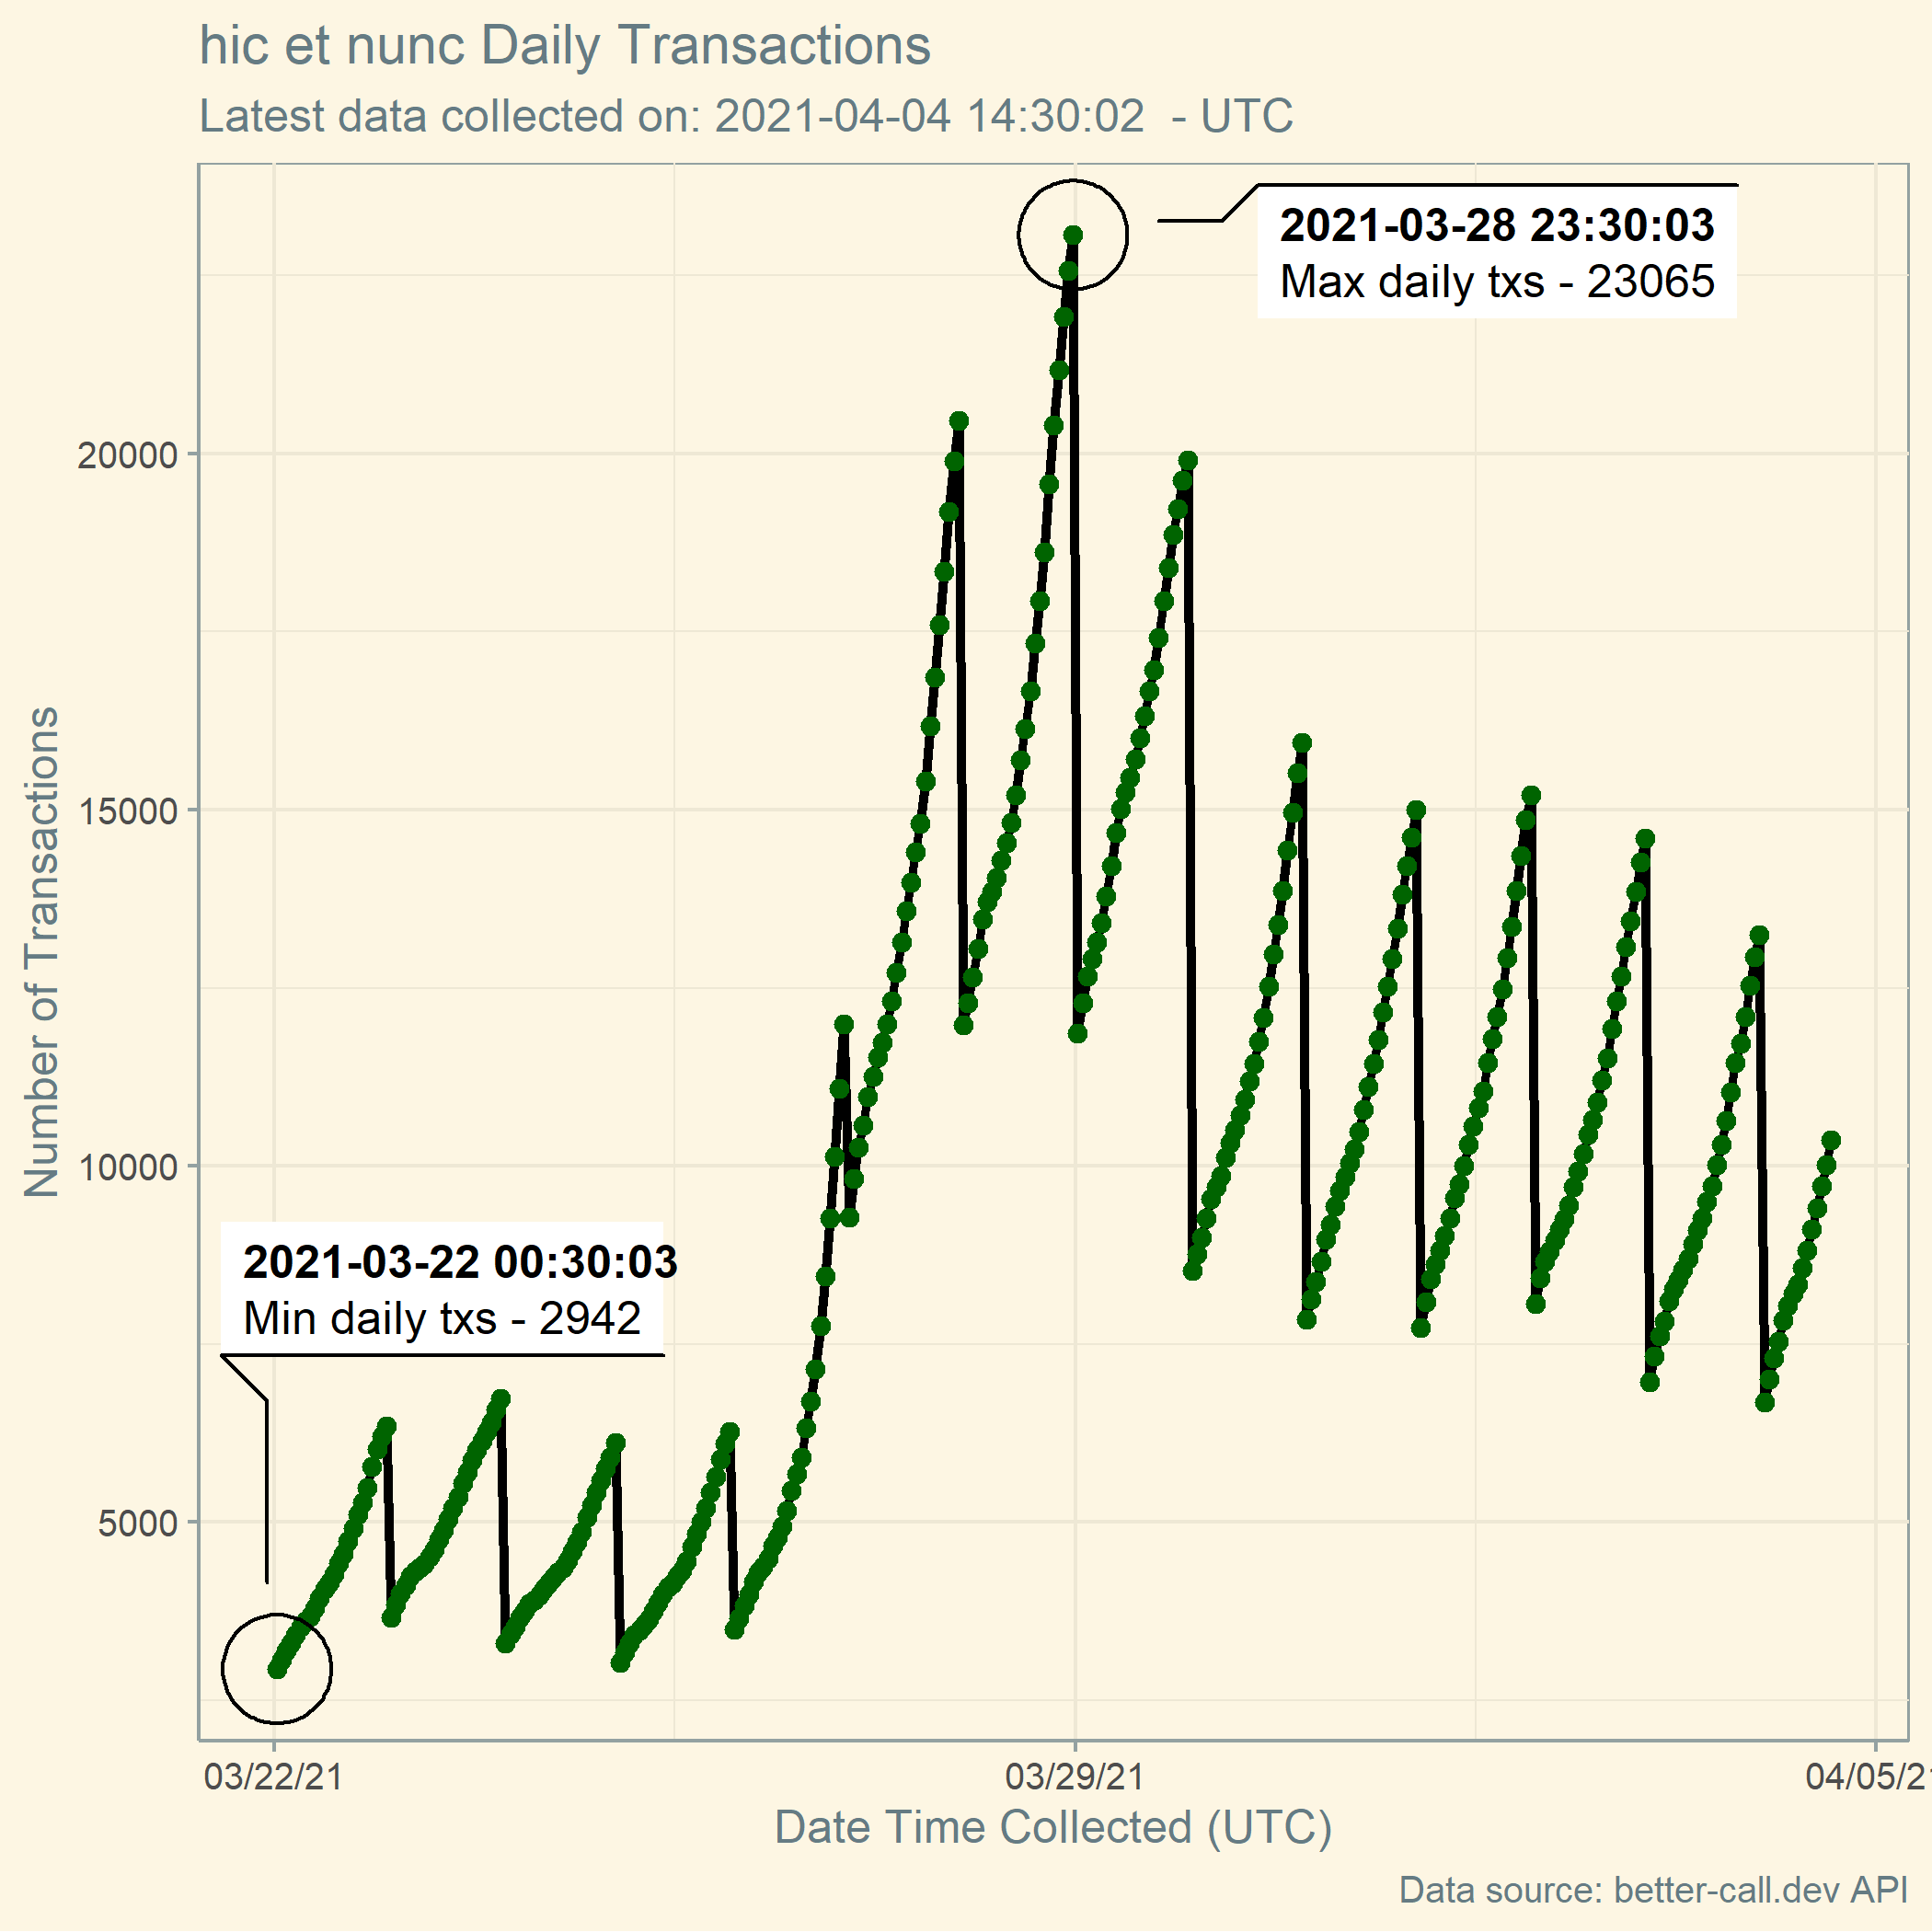 hic et nunc Daily Transactions
Latest data collected on: 2021-04-04 14:30:02 - UTC
2021-03-28 23:30:03
Max daily txs - 23065
20000
15000
10000
5000
Number of Transactions
2021-03-22 00:30:03
Min daily txs - 2942
03/22/21
03/29/21
04/05/21
Date Time Collected (UTC)
Data source: better-call.dev API